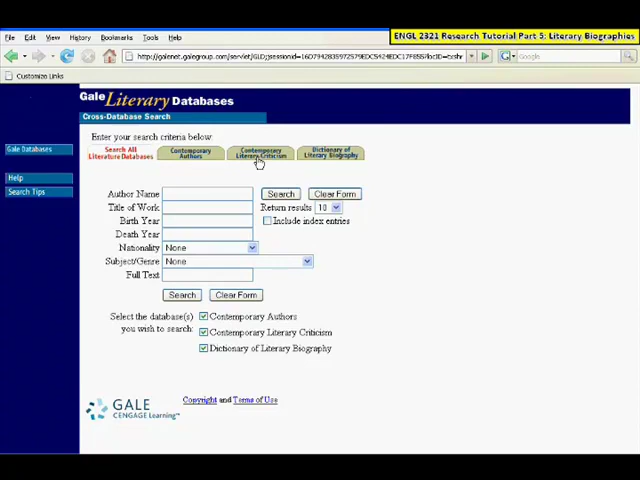 ENGL 2321 Research Tutorial Part 5: Literary Biographies
File Edit View History Bookmarks Tools Help
Google
Customize Links
Gale Literary Databases
Cross-Database Search
Enter your search criteria below:
Gale Databases
Help
Search Tips
Search All Literature Databases
Contemporary Authors
Contemporary Literary Criticism
Dictionary of Literary Biography
Author Name Search Clear Form
Title of Work Return results 10
Birth Year Include index entries
Death Year
Nationality None
Subject/Genre None
Full Text
Search Clear Form
Select the database(s) Contemporary Authors
you wish to search: Contemporary Literary Criticism
Dictionary of Literary Biography
GALE
CENGAGE Learning™
Copyright and Terms of Use